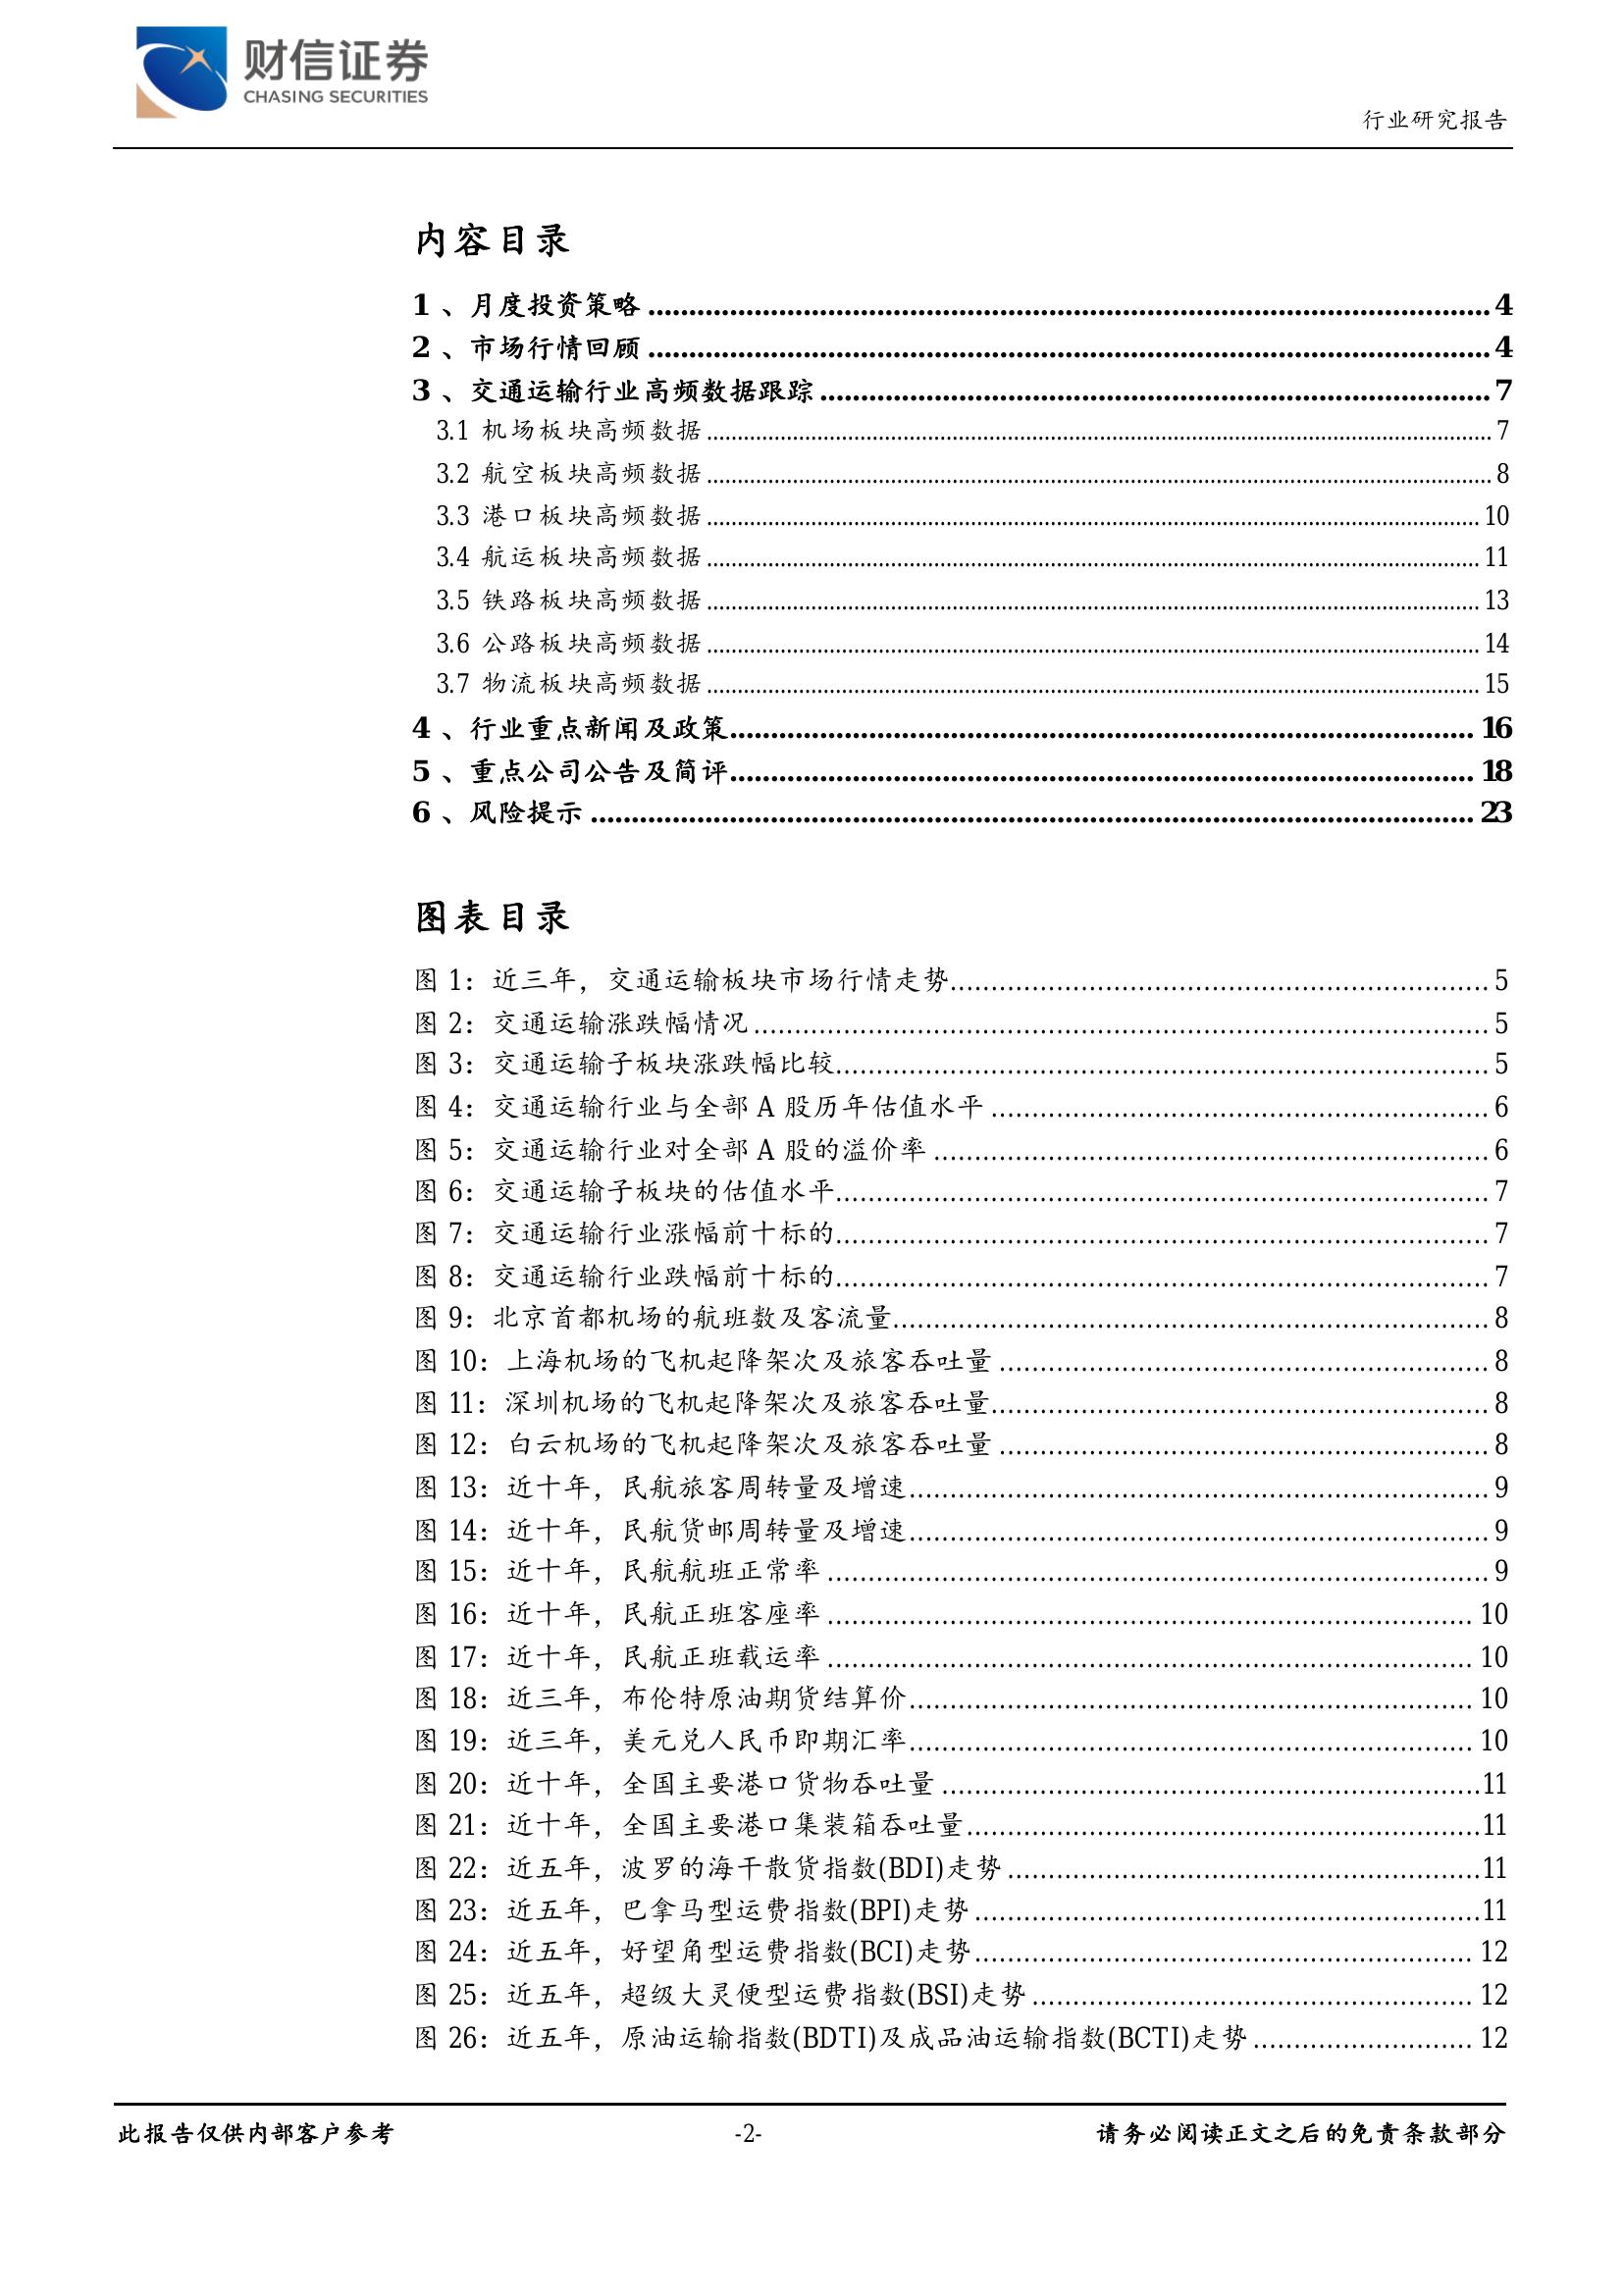 财信证券
CHASING SECURITIES
行业研究报告
内容目录
1 、月度投资策略 ........................................................................................................ 4
2 、市场行情回顾 ........................................................................................................ 4
3 、交通运输行业高频数据跟踪 .................................................................................. 7
3.1 机场板块高频数据 .................................................................................................................. 7
3.2 航空板块高频数据 .................................................................................................................. 8
3.3 港口板块高频数据 ................................................................................................................ 10
3.4 航运板块高频数据 ................................................................................................................ 11
3.5 铁路板块高频数据 ................................................................................................................ 13
3.6 公路板块高频数据 ................................................................................................................ 14
3.7 物流板块高频数据 ................................................................................................................ 15
4 、行业重点新闻及政策........................................................................................... 16
5 、重点公司公告及简评........................................................................................... 18
6 、风险提示 ............................................................................................................ 23
图表目录
图 1：近三年，交通运输板块市场行情走势.................................................................. 5
图 2：交通运输涨跌幅情况 .......................................................................................... 5
图 3：交通运输子板块涨跌幅比较................................................................................ 5
图 4：交通运输行业与全部 A 股历年估值水平 ............................................................. 6
图 5：交通运输行业对全部 A 股的溢价率 .................................................................... 6
图 6：交通运输子板块的估值水平................................................................................ 7
图 7：交通运输行业涨幅前十标的................................................................................ 7
图 8：交通运输行业跌幅前十标的................................................................................ 7
图 9：北京首都机场的航班数及客流量......................................................................... 8
图 10：上海机场的飞机起降架次及旅客吞吐量 ............................................................ 8
图 11：深圳机场的飞机起降架次及旅客吞吐量............................................................. 8
图 12：白云机场的飞机起降架次及旅客吞吐量 ............................................................ 8
图 13：近十年，民航旅客周转量及增速....................................................................... 9
图 14：近十年，民航货邮周转量及增速....................................................................... 9
图 15：近十年，民航航班正常率 ................................................................................. 9
图 16：近十年，民航正班客座率 ............................................................................... 10
图 17：近十年，民航正班载运率 ............................................................................... 10
图 18：近三年，布伦特原油期货结算价..................................................................... 10
图 19：近三年，美元兑人民币即期汇率..................................................................... 10
图 20：近十年，全国主要港口货物吞吐量 ..................................................................11
图 21：近十年，全国主要港口集装箱吞吐量...............................................................11
图 22：近五年，波罗的海干散货指数(BDI)走势 ..........................................................11
图 23：近五年，巴拿马型运费指数(BPI)走势 ..............................................................11
图 24：近五年，好望角型运费指数(BCI)走势............................................................. 12
图 25：近五年，超级大灵便型运费指数(BSI)走势 ...................................................... 12
图 26：近五年，原油运输指数(BDTI)及成品油运输指数(BCTI)走势 ........................... 12
此报告仅供内部客户参考
-2-
请务必阅读正文之后的免责条款部分